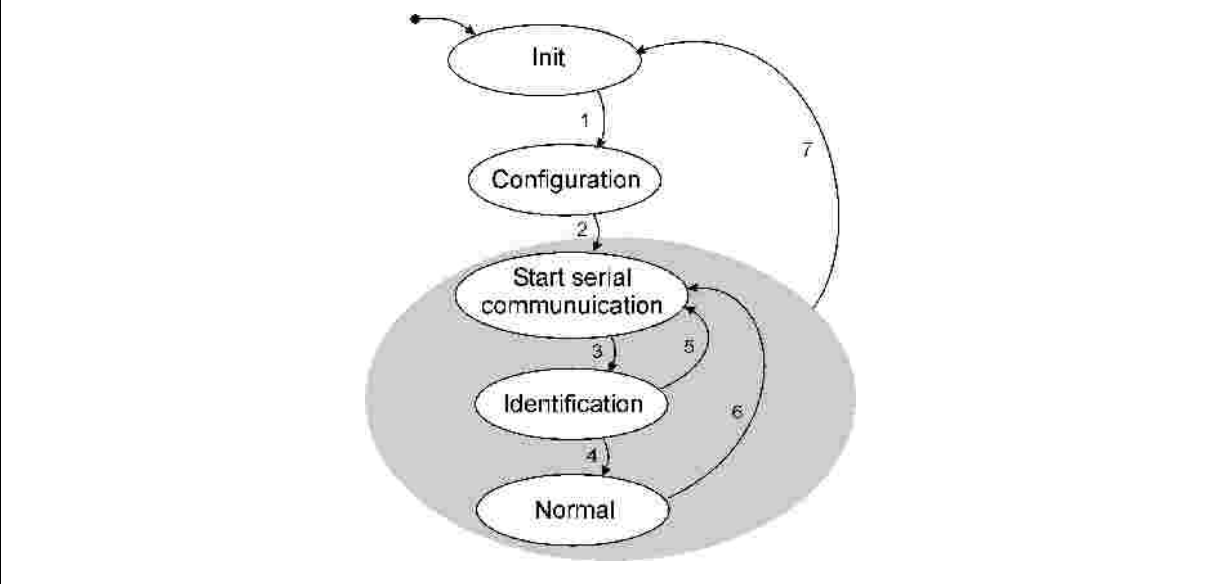 Init
1
7
Configuration
2
Start serial
communuication
3
5
Identification
6
4
Normal